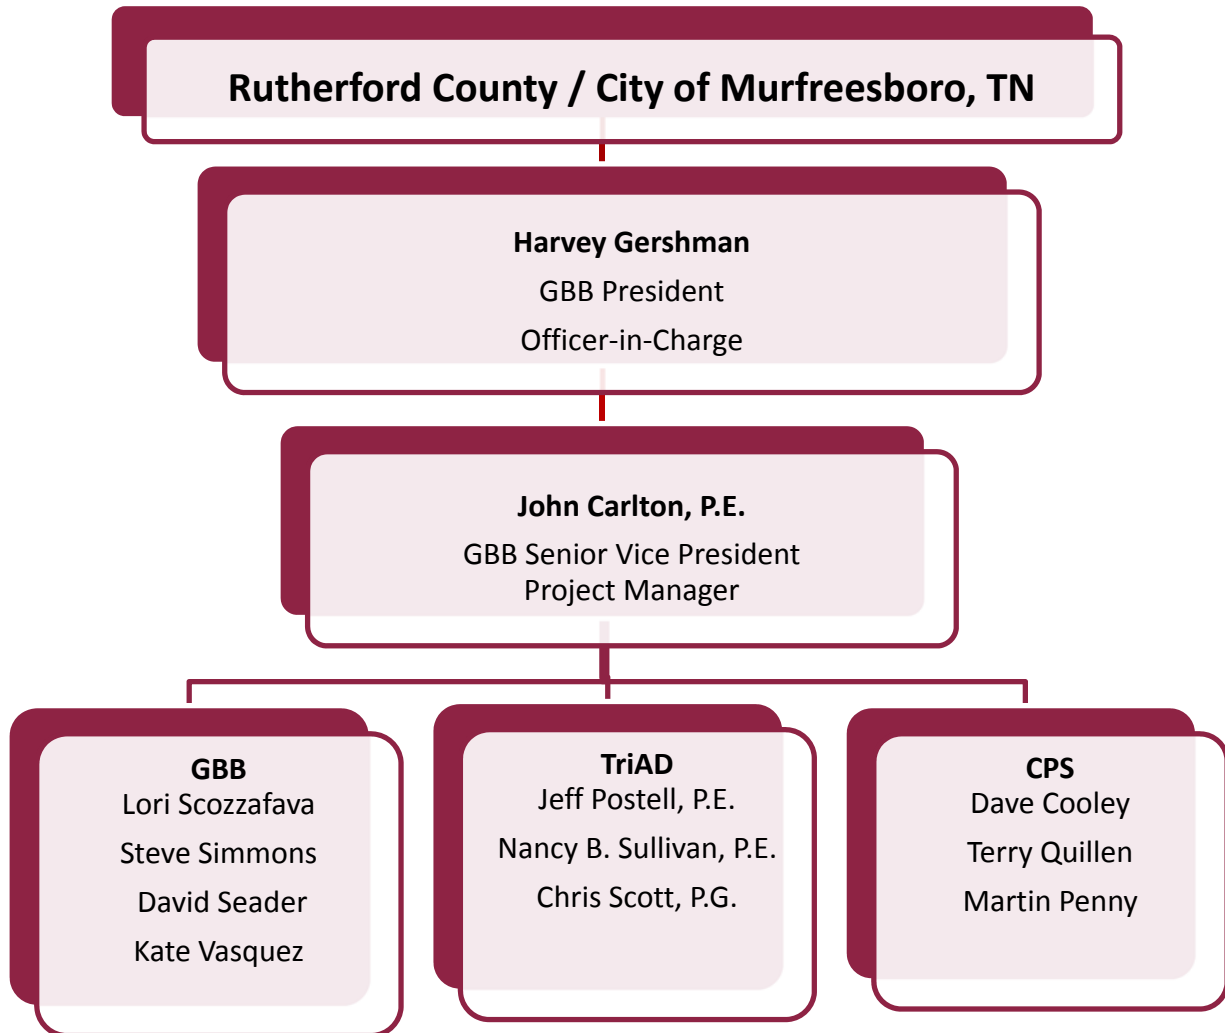 Rutherford County / City of Murfreesboro, TN
Harvey Gershman
GBB President
Officer-in-Charge
John Carlton, P.E.
GBB Senior Vice President
Project Manager
GBB
Lori Scozzafava
Steve Simmons
David Seader
Kate Vasquez
TriAD
Jeff Postell, P.E.
Nancy B. Sullivan, P.E.
Chris Scott, P.G.
CPS
Dave Cooley
Terry Quillen
Martin Penny